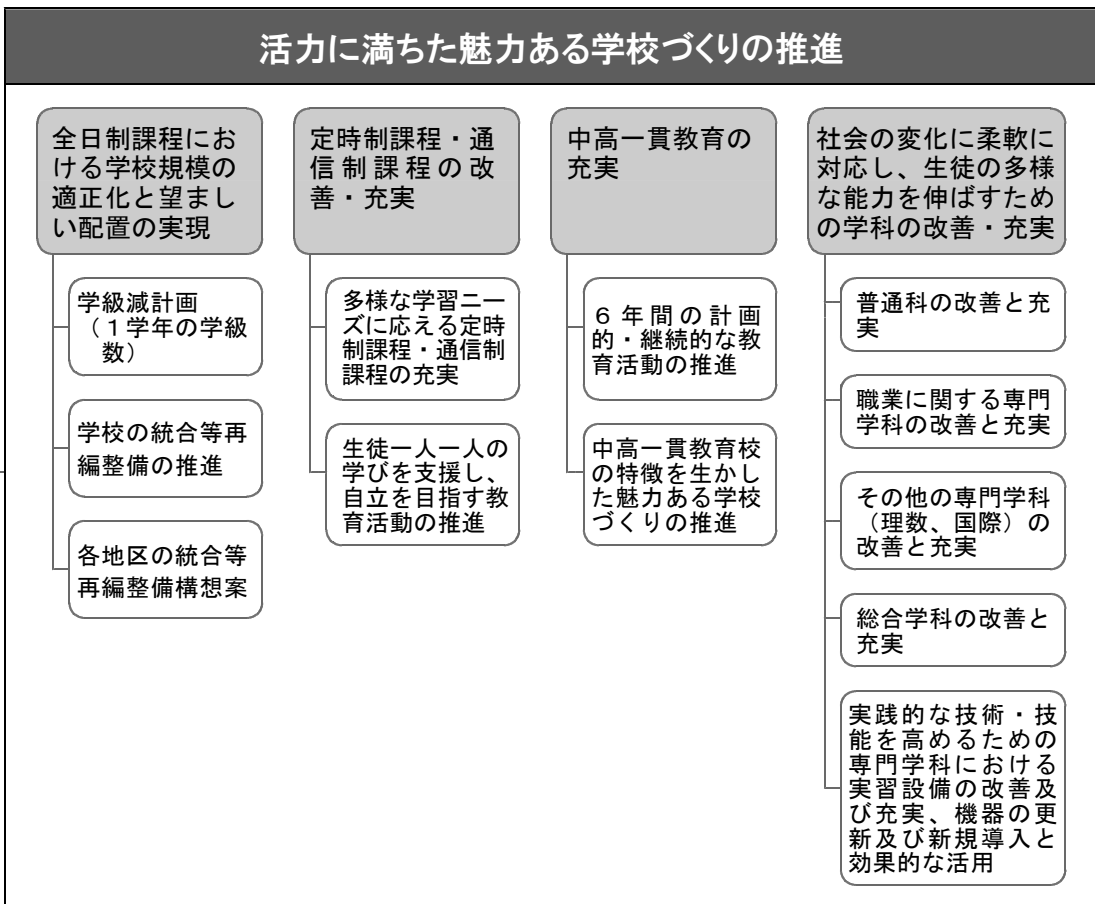 活力に満ちた魅力ある学校づくりの推進
全日制課程にお
ける学校規模の
適正化と望まし
い配置の実現
学級減計画
（１学年の学級
数）
学校の統合等再
編整備の推進
各地区の統合等
再編整備構想案
定時制課程・通
信制課程の改
善・充実
多様な学習ニー
ズに応える定時
制課程・通信制
課程の充実
生徒一人一人の
学びを支援し、
自立を目指す教
育活動の推進
中高一貫教育の
充実
６年間の計画
的・継続的な教
育活動の推進
中高一貫教育校
の特徴を生かし
た魅力ある学校
づくりの推進
社会の変化に柔軟に
対応し、生徒の多様
な能力を伸ばすため
の学科の改善・充実
普通科の改善と充
実
職業に関する専門
学科の改善と充実
その他の専門学科
（理数、国際）の
改善と充実
総合学科の改善と
充実
実践的な技術・技
能を高めるための
専門学科における
実習設備の改善及
び充実、機器の更
新及び新規導入と
効果的な活用